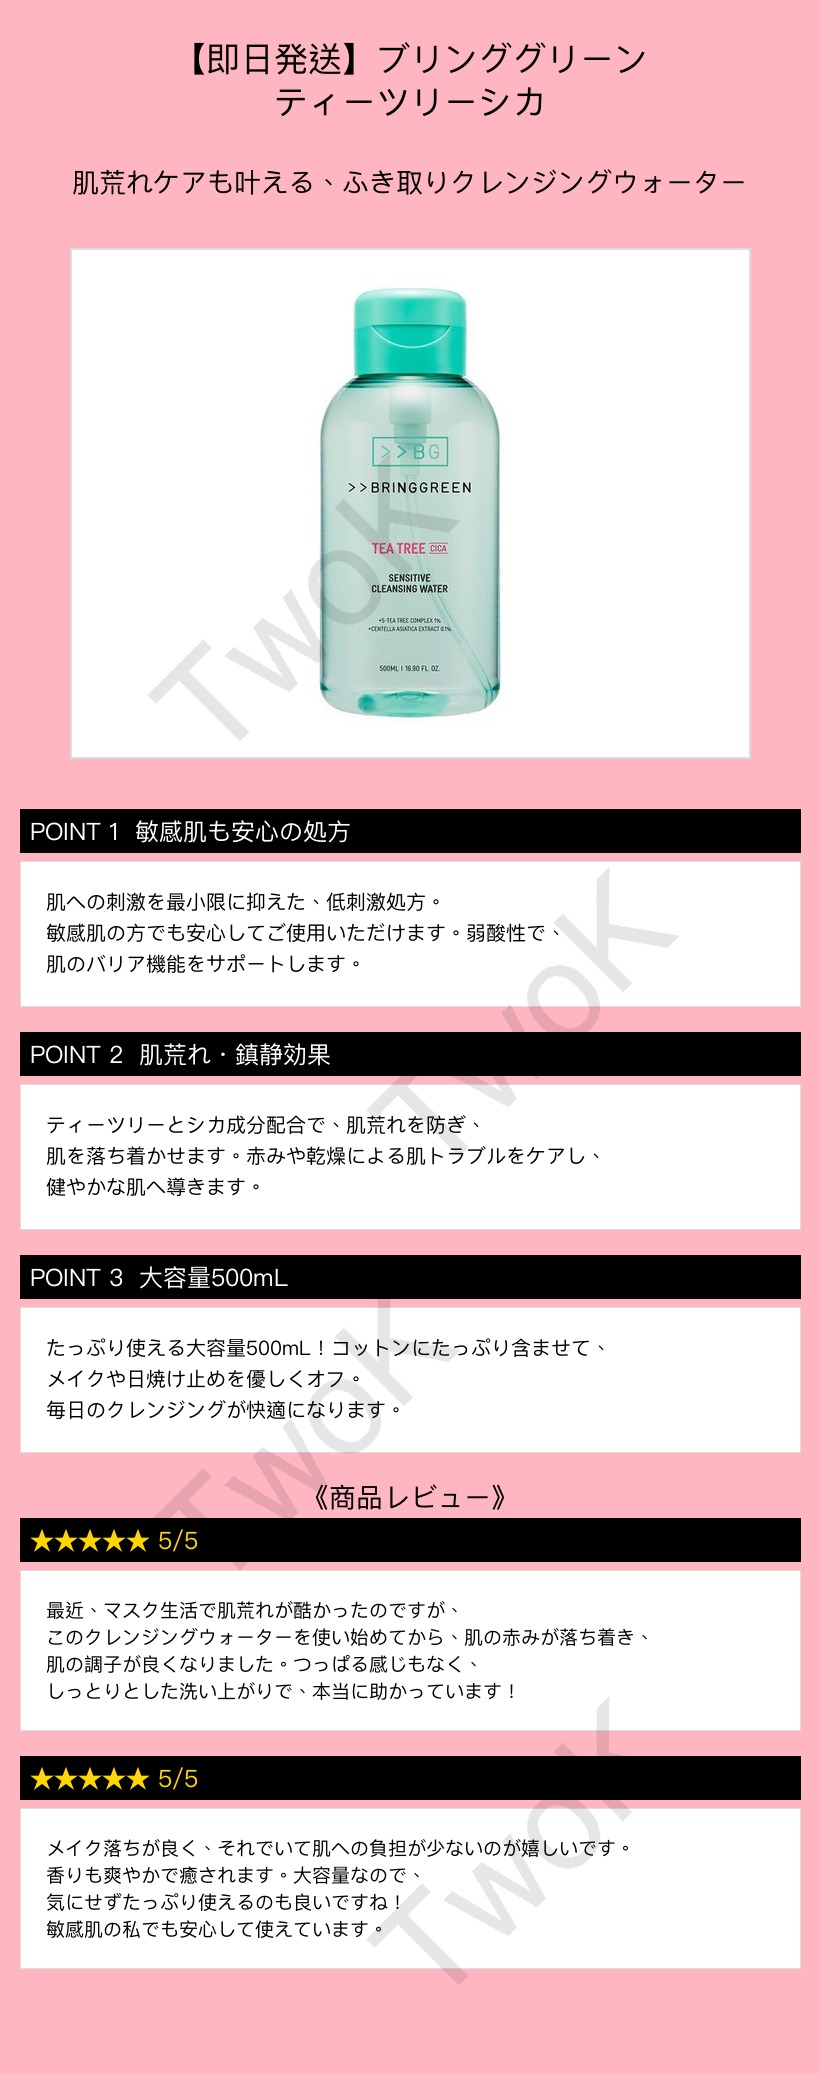 【即日発送】ブリンググリーン
ティーツリーシカ
肌荒れケアも叶える、ふき取りクレンジングウォーター
>>BG
>>BRINGGREEN
TEA TREE CICA
SENSITIVE
CLEANSING WATER
+5-TEA TREE COMPLEX 1%
+CENTELLA ASIATICA EXTRACT 0.1%
500ML | 16.90 FL. OZ.
TwoK
POINT 1 敏感肌も安心の処方
肌への刺激を最小限に抑えた、低刺激処方。
敏感肌の方でも安心してご使用いただけます。弱酸性で、
肌のバリア機能をサポートします。
TwoK
POINT 2 肌荒れ・鎮静効果
ティーツリーとシカ成分配合で、肌荒れを防ぎ、
肌を落ち着かせます。赤みや乾燥による肌トラブルをケアし、
健やかな肌へ導きます。
POINT 3 大容量500mL
たっぷり使える大容量500mL！コットンにたっぷり含ませて、
メイクや日焼け止めを優しくオフ。
毎日のクレンジングが快適になります。
TwoK
《商品レビュー》
★★★★★ 5/5
最近、マスク生活で肌荒れが酷かったのですが、
このクレンジングウォーターを使い始めてから、肌の赤みが落ち着き、
肌の調子が良くなりました。つっぱる感じもなく、
しっとりとした洗い上がりで、本当に助かっています！
★★★★★ 5/5
メイク落ちが良く、それでいて肌への負担が少ないのが嬉しいです。
香りも爽やかで癒されます。大容量なので、
気にせずたっぷり使えるのも良いですね！
敏感肌の私でも安心して使えています。
TwoK